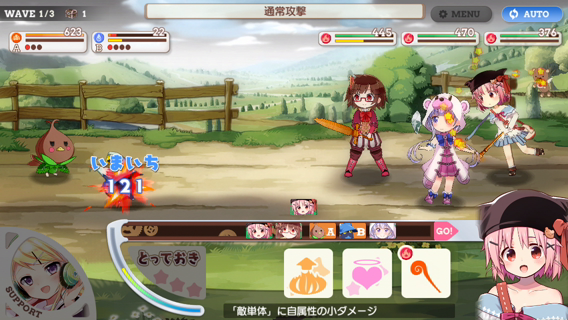 WAVE 1/3
1
通常攻撃
MENU
AUTO
623
22
A
B
445
470
376
いまいち
121
A
B
GO!
とっておき
SUPPORT
「敵単体」に自属性の小ダメージ